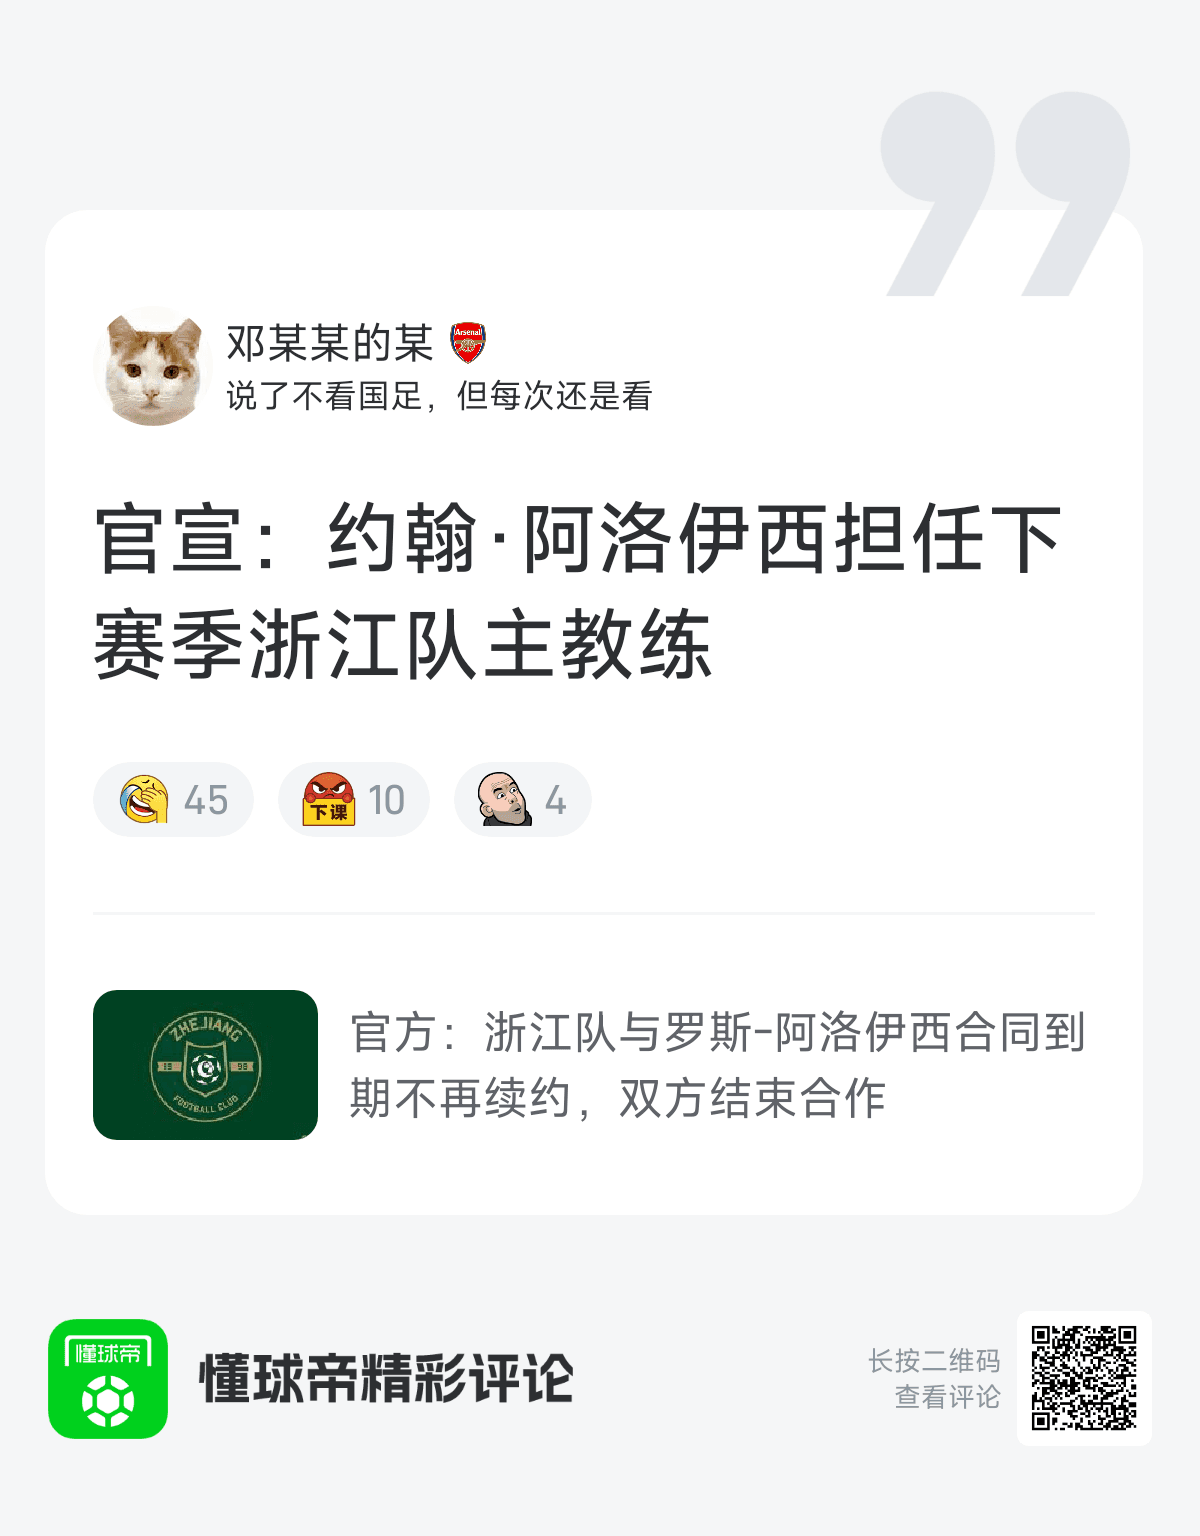 邓某某的某
Arsenal
说了不看国足，但每次还是看
官宣：约翰·阿洛伊西担任下
赛季浙江队主教练
45
下课
10
4
ZHEJIANG
19 98
FOOTBALL CLUB
官方：浙江队与罗斯-阿洛伊西合同到
期不再续约，双方结束合作
懂球帝
懂球帝精彩评论
长按二维码
查看评论